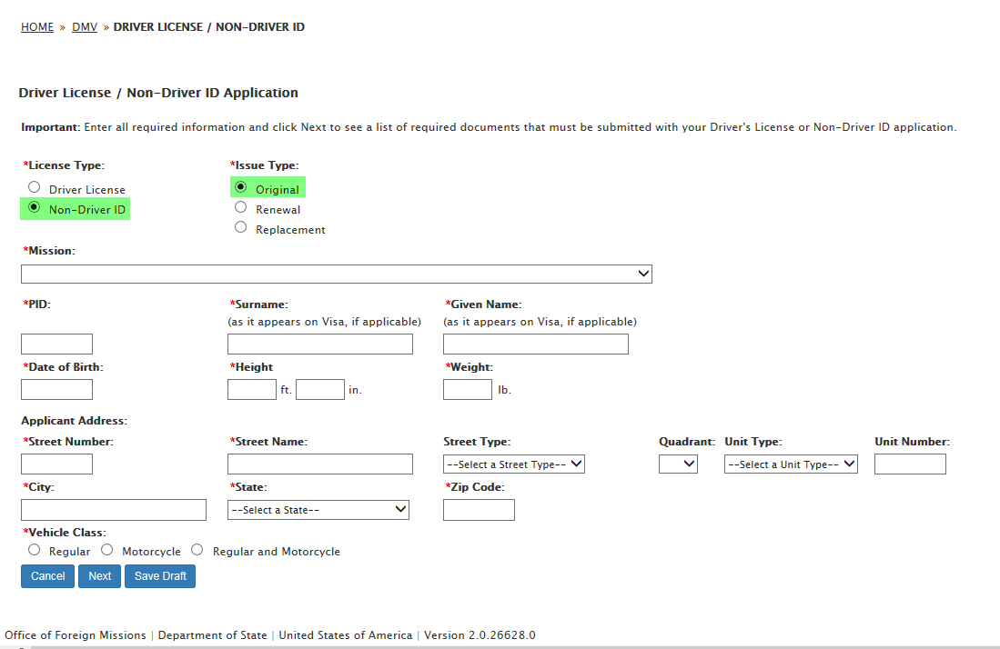 HOME » DMV » DRIVER LICENSE / NON-DRIVER ID
Driver License / Non-Driver ID Application
Important: Enter all required information and click Next to see a list of required documents that must be submitted with your Driver's License or Non-Driver ID application.
*License Type: *Issue Type:
Driver License Original
Non-Driver ID Renewal
Replacement
*Mission:
*PID: *Surname: *Given Name:
(as it appears on Visa, if applicable) (as it appears on Visa, if applicable)
*Date of Birth: *Height *Weight:
ft. in. lb.
Applicant Address:
*Street Number: *Street Name: Street Type: Quadrant: Unit Type: Unit Number:
--Select a Street Type-- --Select a Unit Type--
*City: *State: *Zip Code:
--Select a State--
*Vehicle Class:
Regular Motorcycle Regular and Motorcycle
Cancel Next Save Draft
Office of Foreign Missions | Department of State | United States of America | Version 2.0.26628.0